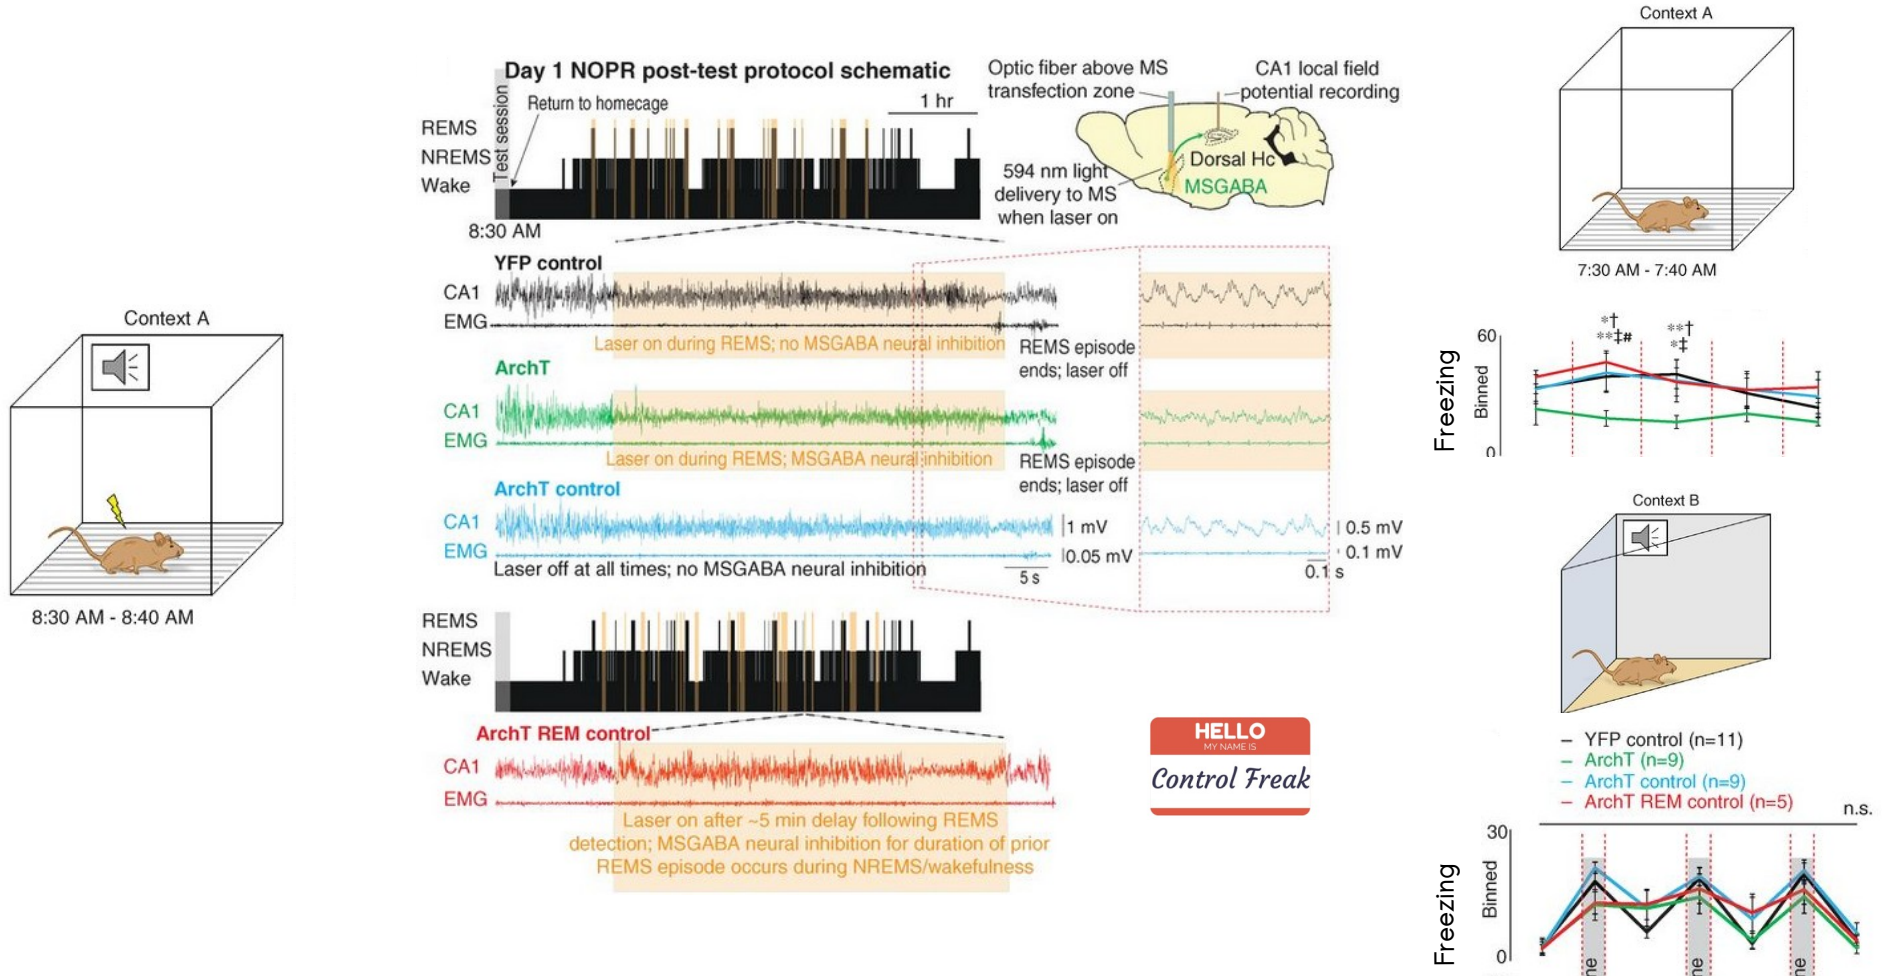 Context A
8:30 AM - 8:40 AM
Day 1 NOPR post-test protocol schematic
Test session
Return to homecage
1 hr
REMS
NREMS
Wake
8:30 AM
Optic fiber above MS
transfection zone
CA1 local field
potential recording
Dorsal Hc
MSGABA
594 nm light
delivery to MS
when laser on
YFP control
CA1
EMG
Laser on during REMS; no MSGABA neural inhibition
REMS episode
ends; laser off
ArchT
CA1
EMG
Laser on during REMS; MSGABA neural inhibition
REMS episode
ends; laser off
ArchT control
CA1
EMG
1 mV
0.05 mV
5 s
0.5 mV
0.1 mV
0.1 s
Laser off at all times; no MSGABA neural inhibition
REMS
NREMS
Wake
ArchT REM control
CA1
EMG
Laser on after ~5 min delay following REMS
detection; MSGABA neural inhibition for duration of prior
REMS episode occurs during NREMS/wakefulness
HELLO
MY NAME IS
Control Freak
Context A
7:30 AM - 7:40 AM
Freezing
Binned
60
0
*†
**‡#
**†
*‡
Context B
YFP control (n=11)
ArchT (n=9)
ArchT control (n=9)
ArchT REM control (n=5)
n.s.
Freezing
Binned
30
0
ne
ne
ne